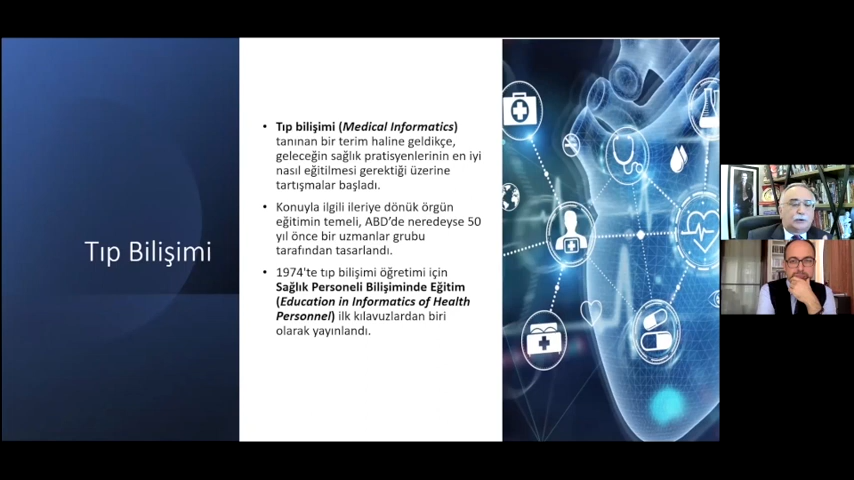 Tıp Bilişimi
• Tıp bilişimi (Medical Informatics)
tanınan bir terim haline geldikçe,
geleceğin sağlık pratisyenlerinin en iyi
nasıl eğitilmesi gerektiği üzerine
tartışmalar başladı.
• Konuyla ilgili ileriye dönük örgün
eğitimin temeli, ABD’de neredeyse 50
yıl önce bir uzmanlar grubu
tarafından tasarlandı.
• 1974'te tıp bilişimi öğretimi için
Sağlık Personeli Bilişiminde Eğitim
(Education in Informatics of Health
Personnel) ilk kılavuzlardan biri
olarak yayınlandı.